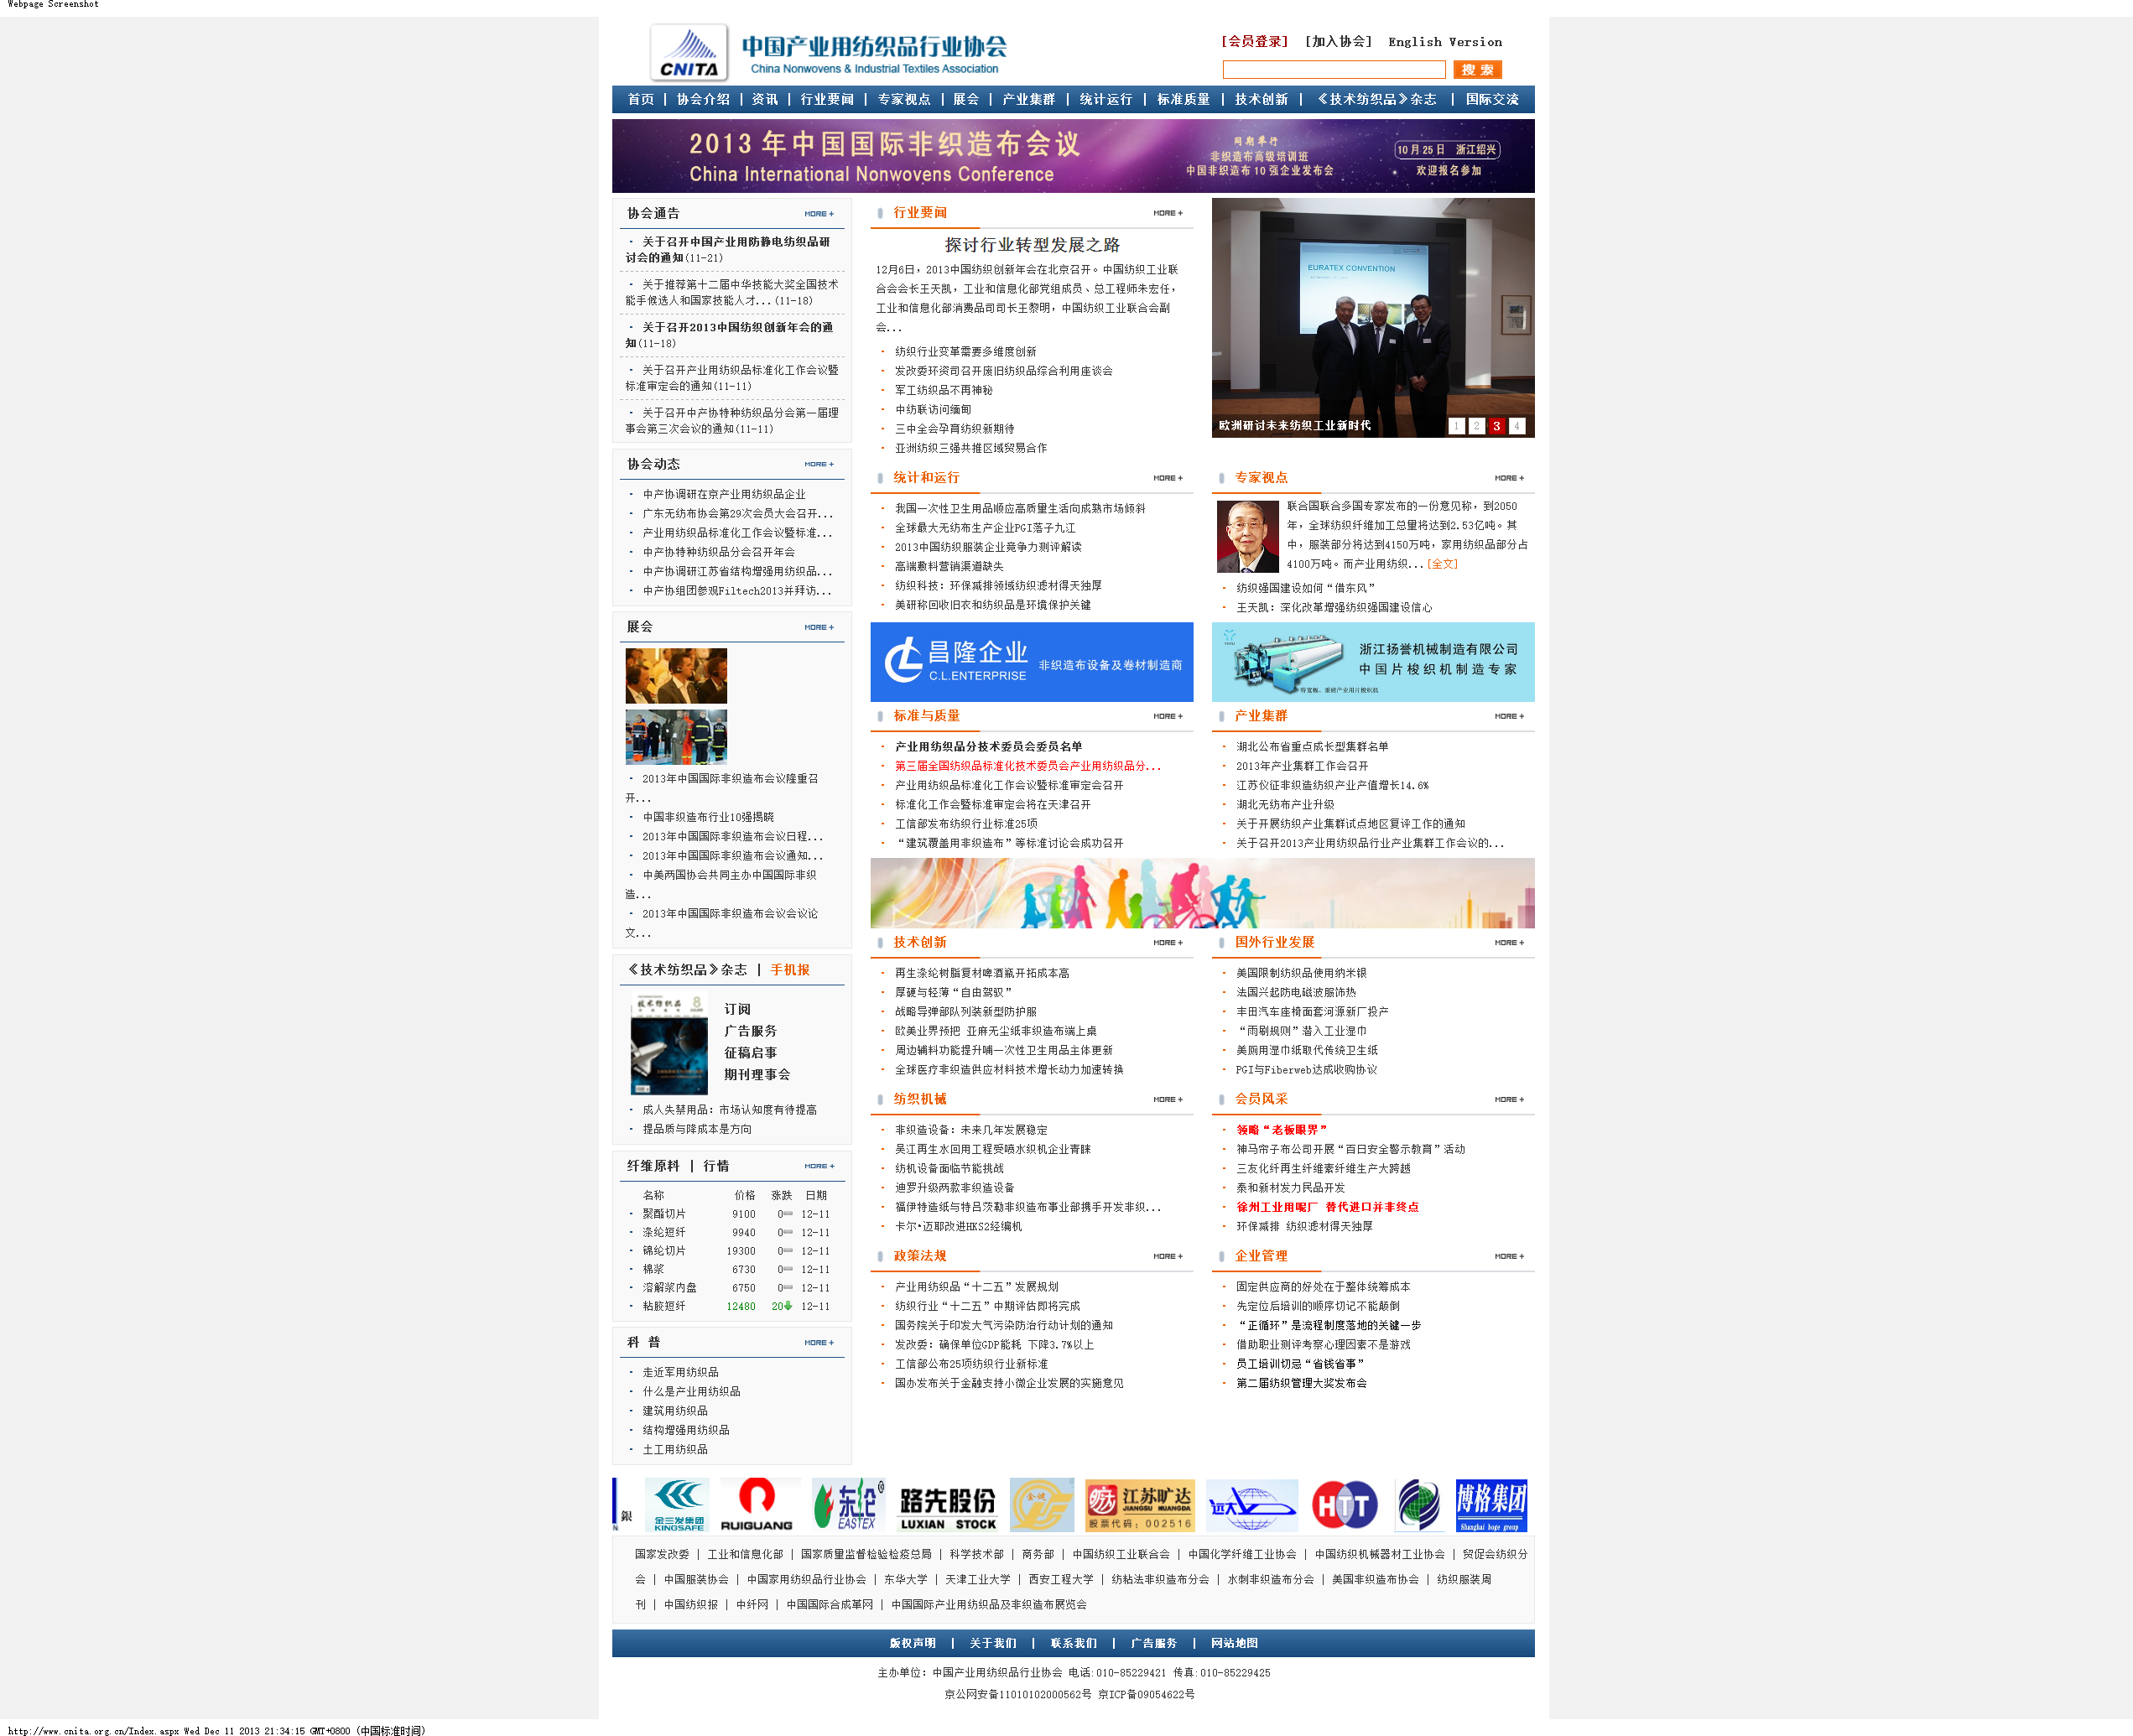 Webpage Screenshot
CNITA
中国产业用纺织品行业协会
China Nonwovens & Industrial Textiles Association
[会员登录] [加入协会] English Version
搜索
首页 | 协会介绍 | 资讯 | 行业要闻 | 专家视点 | 展会 | 产业集群 | 统计运行 | 标准质量 | 技术创新 | 《技术纺织品》杂志 | 国际交流
2013 年中国国际非织造布会议
China International Nonwovens Conference
同期举行
非织造布高级培训班
中国非织造布10强企业发布会
10月25日 浙江绍兴
欢迎报名参加
协会通告 MORE +
- 关于召开中国产业用防静电纺织品研
讨会的通知(11-21)
- 关于推荐第十二届中华技能大奖全国技术
能手候选人和国家技能人才...(11-18)
- 关于召开2013中国纺织创新年会的通
知(11-18)
- 关于召开产业用纺织品标准化工作会议暨
标准审定会的通知(11-11)
- 关于召开中产协特种纺织品分会第一届理
事会第三次会议的通知(11-11)
协会动态 MORE +
- 中产协调研在京产业用纺织品企业
- 广东无纺布协会第29次会员大会召开...
- 产业用纺织品标准化工作会议暨标准...
- 中产协特种纺织品分会召开年会
- 中产协调研江苏省结构增强用纺织品...
- 中产协组团参观Filtech2013并拜访...
展会 MORE +
- 2013年中国国际非织造布会议隆重召
开...
- 中国非织造布行业10强揭晓
- 2013年中国国际非织造布会议日程...
- 2013年中国国际非织造布会议通知...
- 中美两国协会共同主办中国国际非织
造...
- 2013年中国国际非织造布会议会议论
文...
《技术纺织品》杂志 | 手机报
技术纺织品 8
订阅
广告服务
征稿启事
期刊理事会
- 成人失禁用品：市场认知度有待提高
- 提品质与降成本是方向
纤维原料 | 行情 MORE +
名称 价格 涨跌 日期
- 聚酯切片 9100 0 12-11
- 涤纶短纤 9940 0 12-11
- 锦纶切片 19300 0 12-11
- 棉浆 6730 0 12-11
- 溶解浆内盘 6750 0 12-11
- 粘胶短纤 12480 20 12-11
科 普 MORE +
- 走近军用纺织品
- 什么是产业用纺织品
- 建筑用纺织品
- 结构增强用纺织品
- 土工用纺织品
行业要闻 MORE +
探讨行业转型发展之路
12月6日，2013中国纺织创新年会在北京召开。中国纺织工业联
合会会长王天凯，工业和信息化部党组成员、总工程师朱宏任，
工业和信息化部消费品司司长王黎明，中国纺织工业联合会副
会...
- 纺织行业变革需要多维度创新
- 发改委环资司召开废旧纺织品综合利用座谈会
- 军工纺织品不再神秘
- 中纺联访问缅甸
- 三中全会孕育纺织新期待
- 亚洲纺织三强共推区域贸易合作
EURATEX CONVENTION
欧洲研讨未来纺织工业新时代 1 2 3 4
统计和运行 MORE +
- 我国一次性卫生用品顺应高质量生活向成熟市场倾斜
- 全球最大无纺布生产企业PGI落子九江
- 2013中国纺织服装企业竞争力测评解读
- 高端敷料营销渠道缺失
- 纺织科技：环保减排领域纺织滤材得天独厚
- 美研称回收旧衣和纺织品是环境保护关键
专家视点 MORE +
联合国联合多国专家发布的一份意见称，到2050
年，全球纺织纤维加工总量将达到2.53亿吨。其
中，服装部分将达到4150万吨，家用纺织品部分占
4100万吨。而产业用纺织...[全文]
- 纺织强国建设如何“借东风”
- 王天凯：深化改革增强纺织强国建设信心
昌隆企业
C.L.ENTERPRISE
非织造布设备及卷材制造商
浙江扬誉机械制造有限公司
中国片梭织机制造专家
标准与质量 MORE +
- 产业用纺织品分技术委员会委员名单
- 第三届全国纺织品标准化技术委员会产业用纺织品分...
- 产业用纺织品标准化工作会议暨标准审定会召开
- 标准化工作会暨标准审定会将在天津召开
- 工信部发布纺织行业标准25项
- “建筑覆盖用非织造布”等标准讨论会成功召开
产业集群 MORE +
- 湖北公布省重点成长型集群名单
- 2013年产业集群工作会召开
- 江苏仪征非织造纺织产业产值增长14.6%
- 湖北无纺布产业升级
- 关于开展纺织产业集群试点地区复评工作的通知
- 关于召开2013产业用纺织品行业产业集群工作会议的...
技术创新 MORE +
- 再生涤纶树脂复材啤酒瓶开拓成本高
- 厚硬与轻薄“自由驾驭”
- 战略导弹部队列装新型防护服
- 欧美业界预把 亚麻无尘纸非织造布端上桌
- 周边辅料功能提升哺一次性卫生用品主体更新
- 全球医疗非织造供应材料技术增长动力加速转换
国外行业发展 MORE +
- 美国限制纺织品使用纳米银
- 法国兴起防电磁波服饰热
- 丰田汽车座椅面套河源新厂投产
- “雨刷规则”潜入工业湿巾
- 美厕用湿巾纸取代传统卫生纸
- PGI与Fiberweb达成收购协议
纺织机械 MORE +
- 非织造设备：未来几年发展稳定
- 吴江再生水回用工程受喷水织机企业青睐
- 纺机设备面临节能挑战
- 迪罗升级两款非织造设备
- 福伊特造纸与特吕茨勒非织造布事业部携手开发非织...
- 卡尔•迈耶改进HKS2经编机
会员风采 MORE +
- 领略“老板眼界”
- 神马帘子布公司开展“百日安全警示教育”活动
- 三友化纤再生纤维素纤维生产大跨越
- 泰和新材发力民品开发
- 徐州工业用呢厂 替代进口并非终点
- 环保减排 纺织滤材得天独厚
政策法规 MORE +
- 产业用纺织品“十二五”发展规划
- 纺织行业“十二五”中期评估即将完成
- 国务院关于印发大气污染防治行动计划的通知
- 发改委：确保单位GDP能耗 下降3.7%以上
- 工信部公布25项纺织行业新标准
- 国办发布关于金融支持小微企业发展的实施意见
企业管理 MORE +
- 固定供应商的好处在于整体统筹成本
- 先定位后培训的顺序切记不能颠倒
- “正循环”是流程制度落地的关键一步
- 借助职业测评考察心理因素不是游戏
- 员工培训切忌“省钱省事”
- 第二届纺织管理大奖发布会
銀 金三发集团 KINGSAFE RUIGUANG 东纶 EASTEX 路先股份 LUXIAN STOCK 江苏旷达 JIANGSU KUANGDA 股票代码：002516 远大 HTT 博格集团 Shanghai boge group
国家发改委 | 工业和信息化部 | 国家质量监督检验检疫总局 | 科学技术部 | 商务部 | 中国纺织工业联合会 | 中国化学纤维工业协会 | 中国纺织机械器材工业协会 | 贸促会纺织分
会 | 中国服装协会 | 中国家用纺织品行业协会 | 东华大学 | 天津工业大学 | 西安工程大学 | 纺粘法非织造布分会 | 水刺非织造布分会 | 美国非织造布协会 | 纺织服装周
刊 | 中国纺织报 | 中纤网 | 中国国际合成革网 | 中国国际产业用纺织品及非织造布展览会
版权声明 | 关于我们 | 联系我们 | 广告服务 | 网站地图
主办单位：中国产业用纺织品行业协会 电话:010-85229421 传真:010-85229425
京公网安备11010102000562号 京ICP备09054622号
http://www.cnita.org.cn/Index.aspx Wed Dec 11 2013 21:34:15 GMT+0800 (中国标准时间)